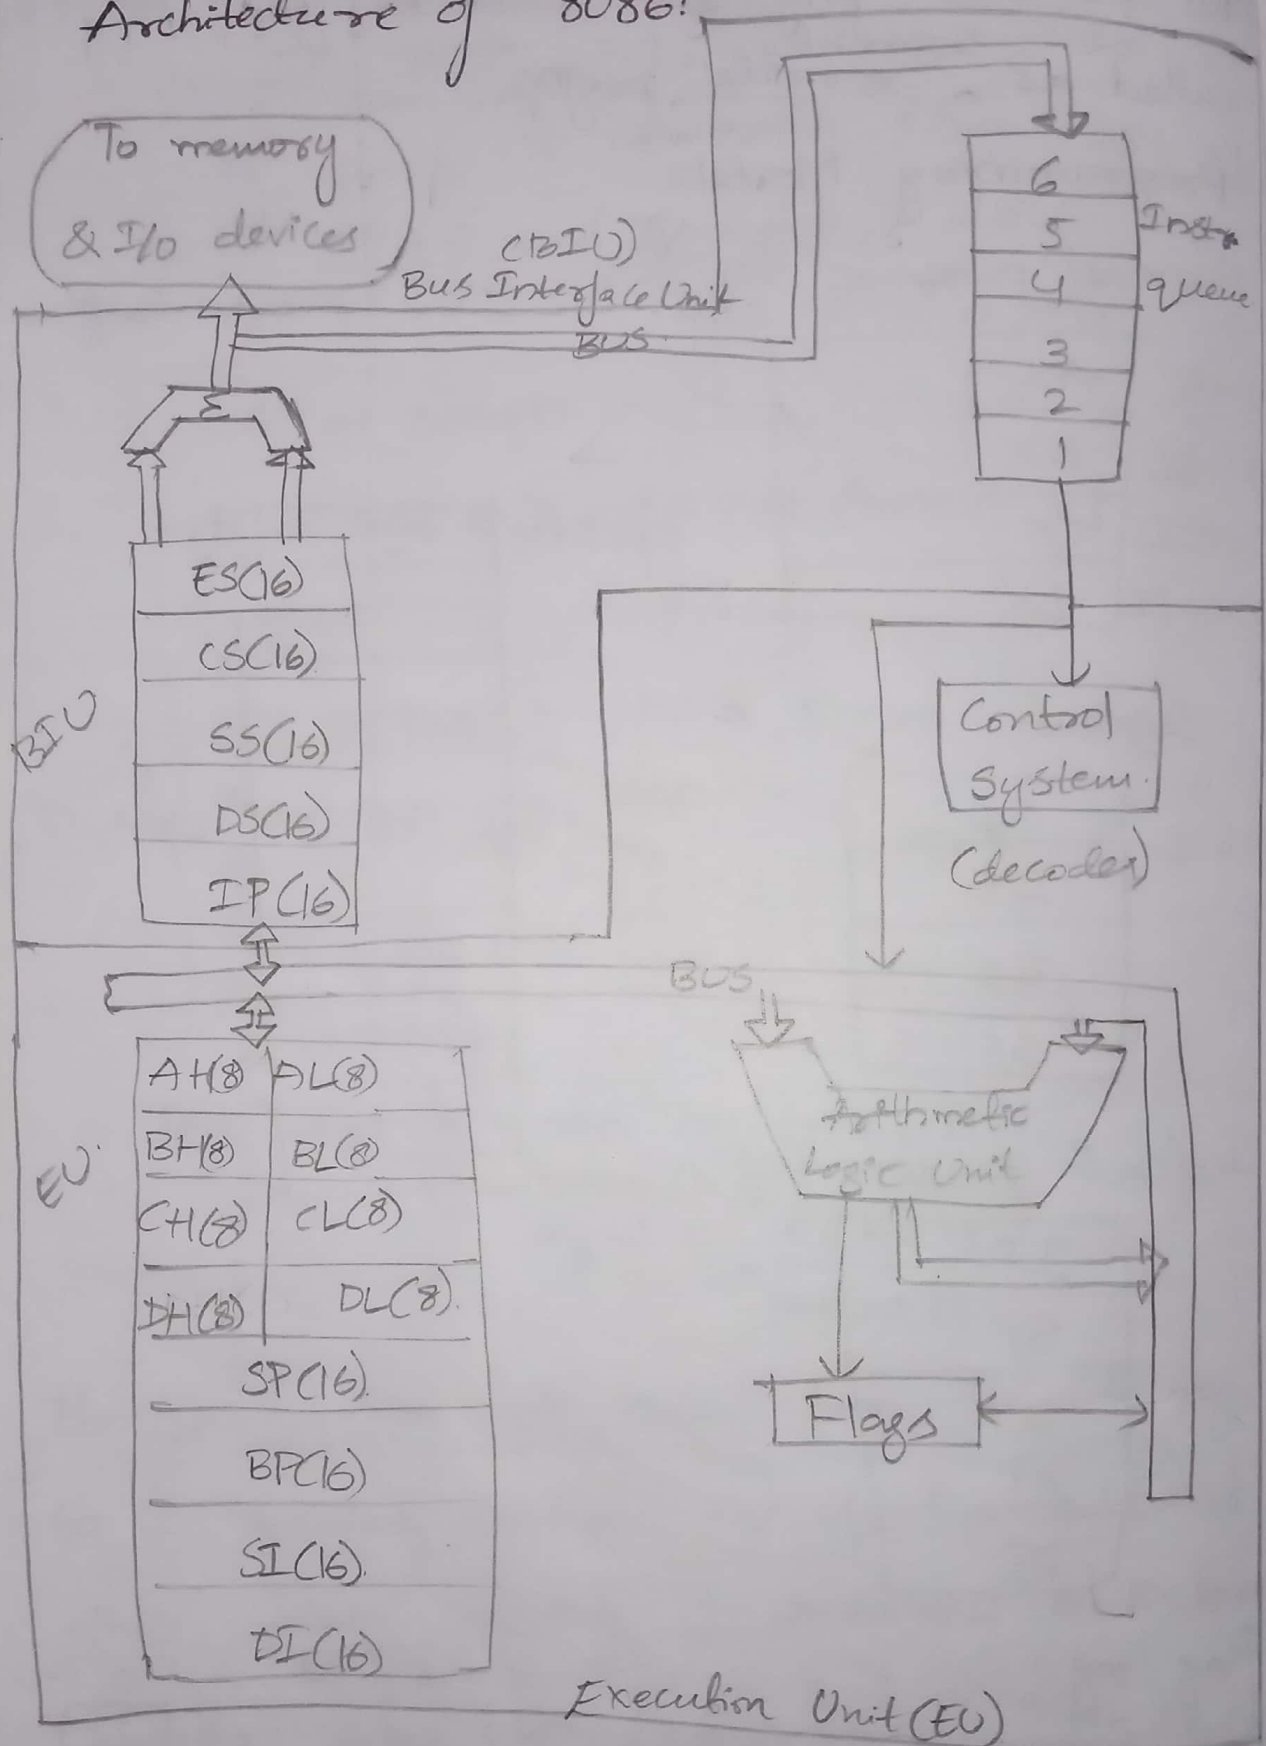 Architecture of 8086:
To memory
& I/o devices
(BIU)
Bus Interface Unit
BUS
6
5
4
3
2
1
Instr
queue
Σ
ES(16)
CS(16)
SS(16)
DS(16)
IP(16)
BIU
Control
System.
(decoder)
BUS
AH(8) AL(8)
BH(8) BL(8)
CH(8) CL(8)
DH(8) DL(8).
SP(16).
BP(16)
SI(16).
DI(16)
EU.
Arithmetic
Logic Unit
Flags
Execution Unit (EU)